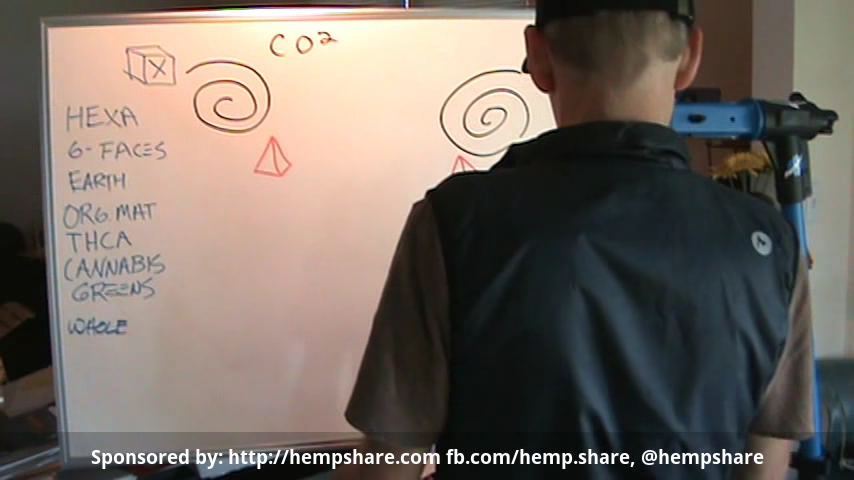 CO²
X
HEXA
6-FACES
EARTH
ORG. MAT
THCA
CANNABIS
GREENS
WHOLE
Sponsored by: http://hempshare.com fb.com/hemp.share, @hempshare